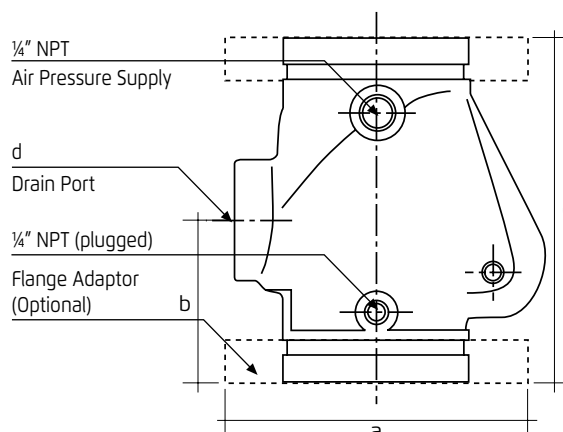 ¼" NPT
Air Pressure Supply
d
Drain Port
¼" NPT (plugged)
Flange Adaptor
(Optional)
b
a